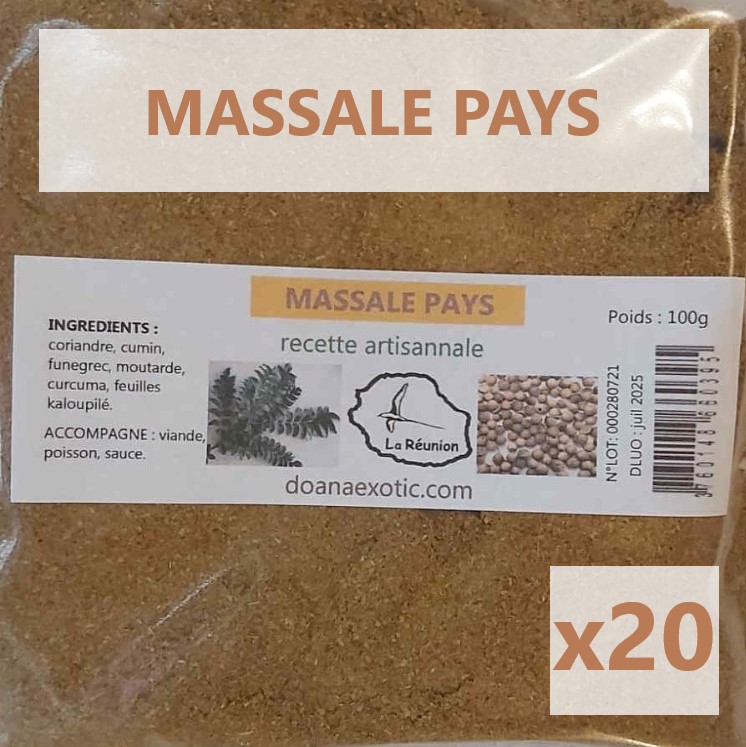 MASSALE PAYS
MASSALE PAYS
Poids : 100g
INGREDIENTS :
coriandre, cumin,
funegrec, moutarde,
curcuma, feuilles
kaloupilé.
ACCOMPAGNE : viande,
poisson, sauce.
recette artisannale
La Réunion
doanaexotic.com
N°LOT: 000280721
DLUO : juil 2025
x20